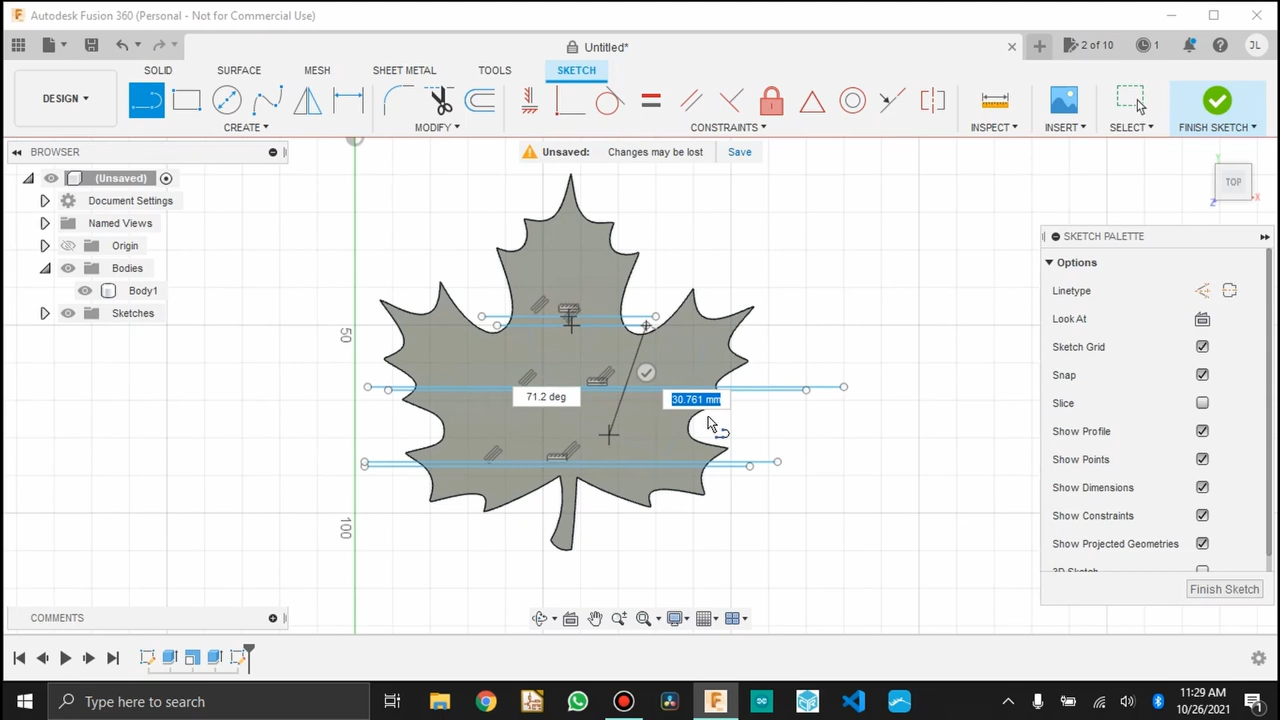 Autodesk Fusion 360 (Personal - Not for Commercial Use)
Untitled*
2 of 10
1
JL
DESIGN
SOLID
SURFACE
MESH
SHEET METAL
TOOLS
SKETCH
CREATE
MODIFY
CONSTRAINTS
INSPECT
INSERT
SELECT
FINISH SKETCH
BROWSER
Unsaved: Changes may be lost
Save
(Unsaved)
Document Settings
Named Views
Origin
Bodies
Body1
Sketches
Y
TOP
X
Z
50
100
71.2 deg
30.761 mm
SKETCH PALETTE
Options
Linetype
Look At
Sketch Grid
Snap
Slice
Show Profile
Show Points
Show Dimensions
Show Constraints
Show Projected Geometries
Finish Sketch
COMMENTS
Type here to search
11:29 AM
10/26/2021
1